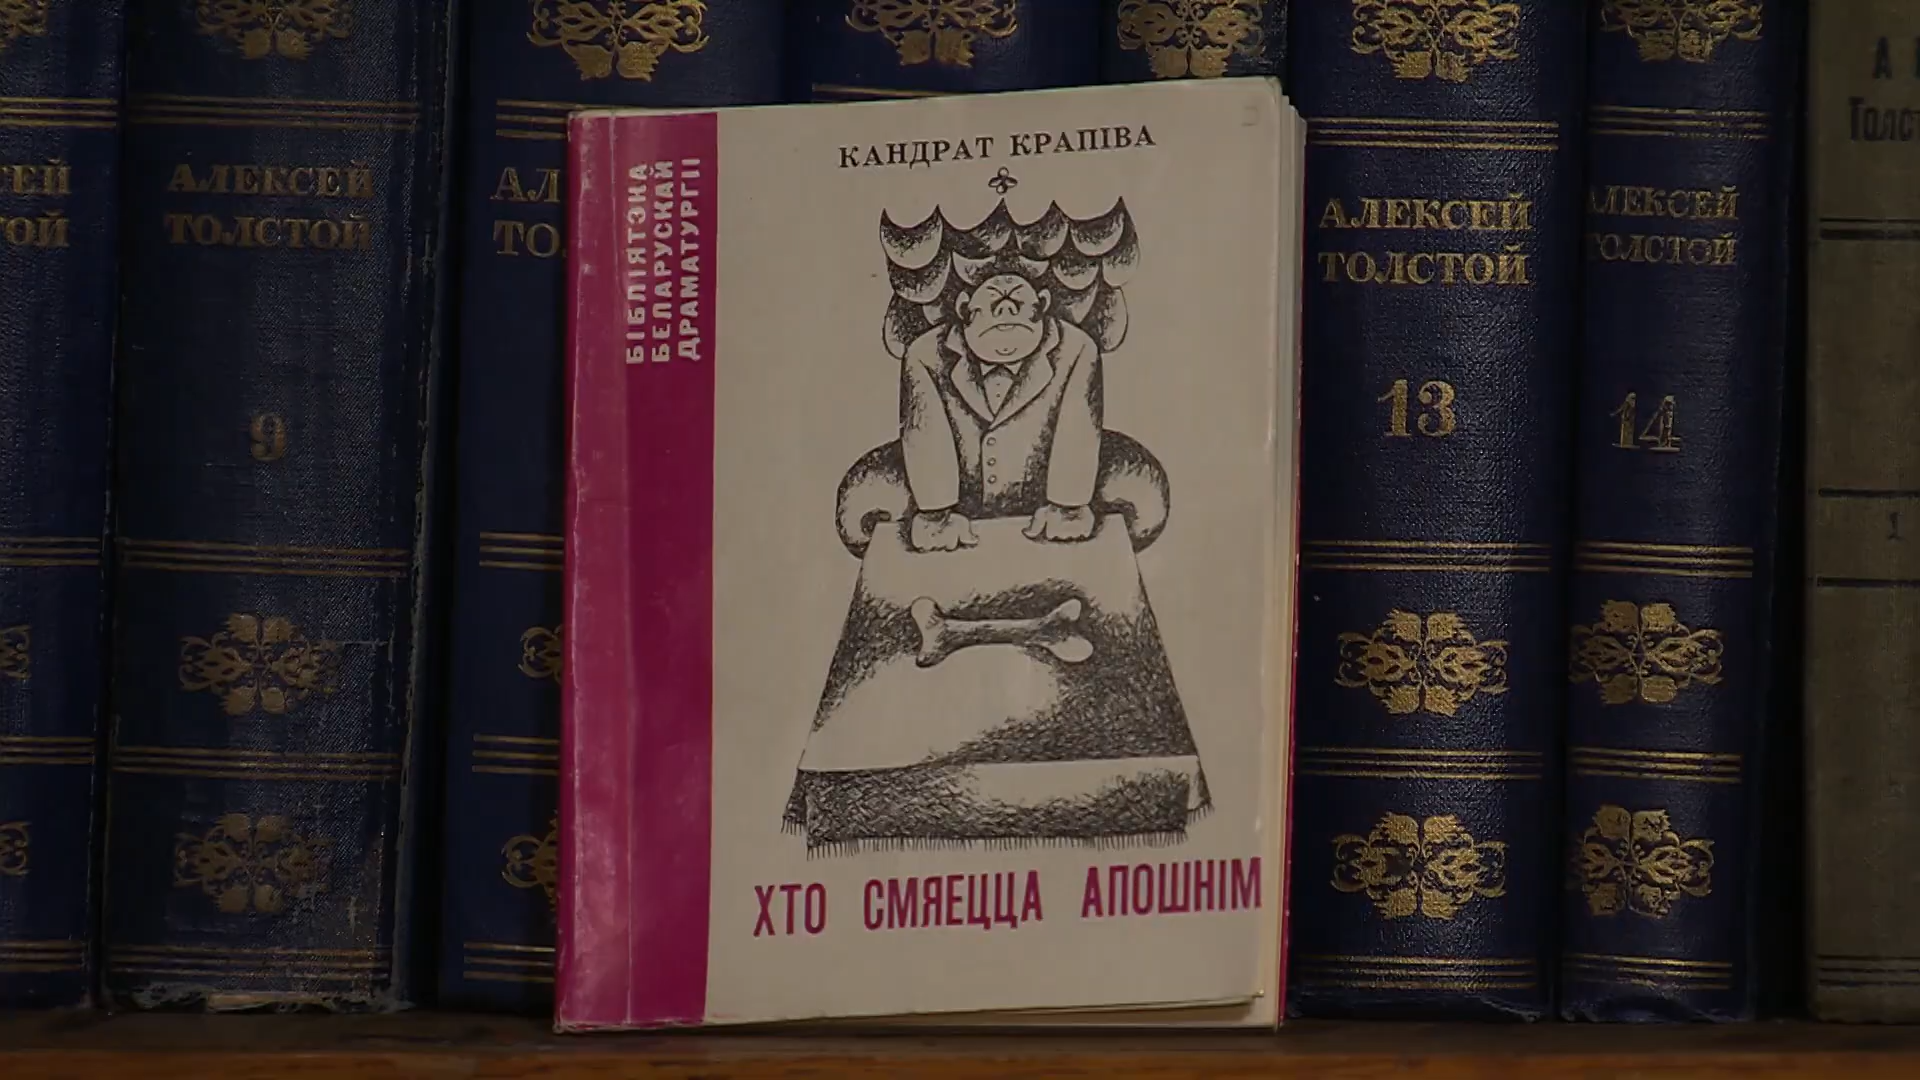 КАНДРАТ КРАПІВА
БІБЛІЯТЭКА
БЕЛАРУСКАЙ
ДРАМАТУРГІІ
ХТО СМЯЕЦЦА АПОШНІМ
АЛЕКСЕЙ
ТОЛСТОЙ
9
АЛЕКСЕЙ
ТОЛСТОЙ
13
АЛЕКСЕЙ
ТОЛСТОЙ
14